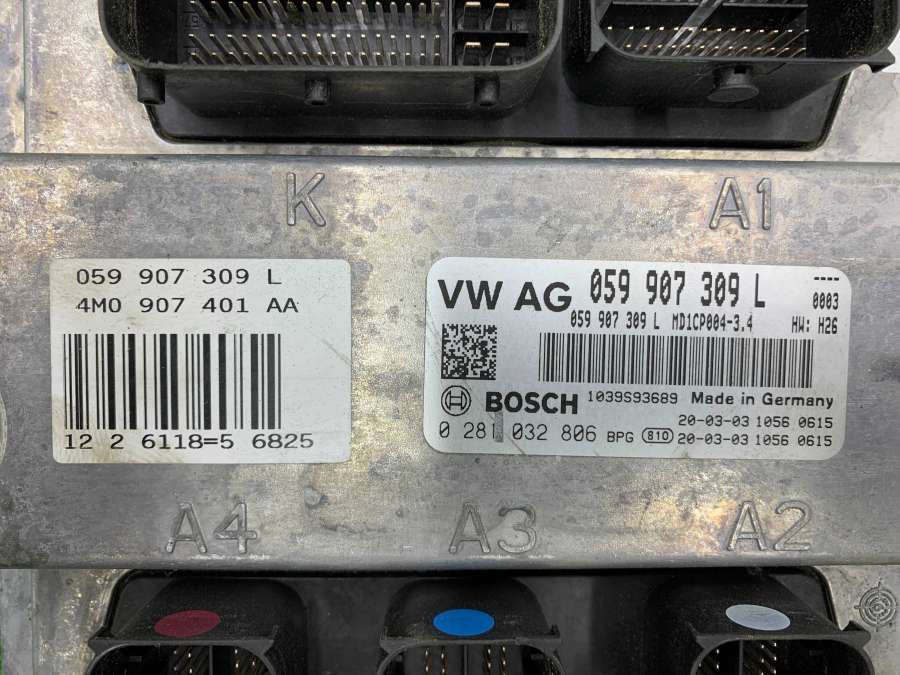 K
A1
059 907 309 L
4M0 907 401 AA
12 2 6118=5 6825
VW AG 059 907 309 L
----
0003
059 907 309 L MD1CP004-3.4 HW: H26
BOSCH 1039S93689 Made in Germany
20-03-03 1056 0615
0 281 032 806 BPG 810 20-03-03 1056 0615
A4
A3
A2